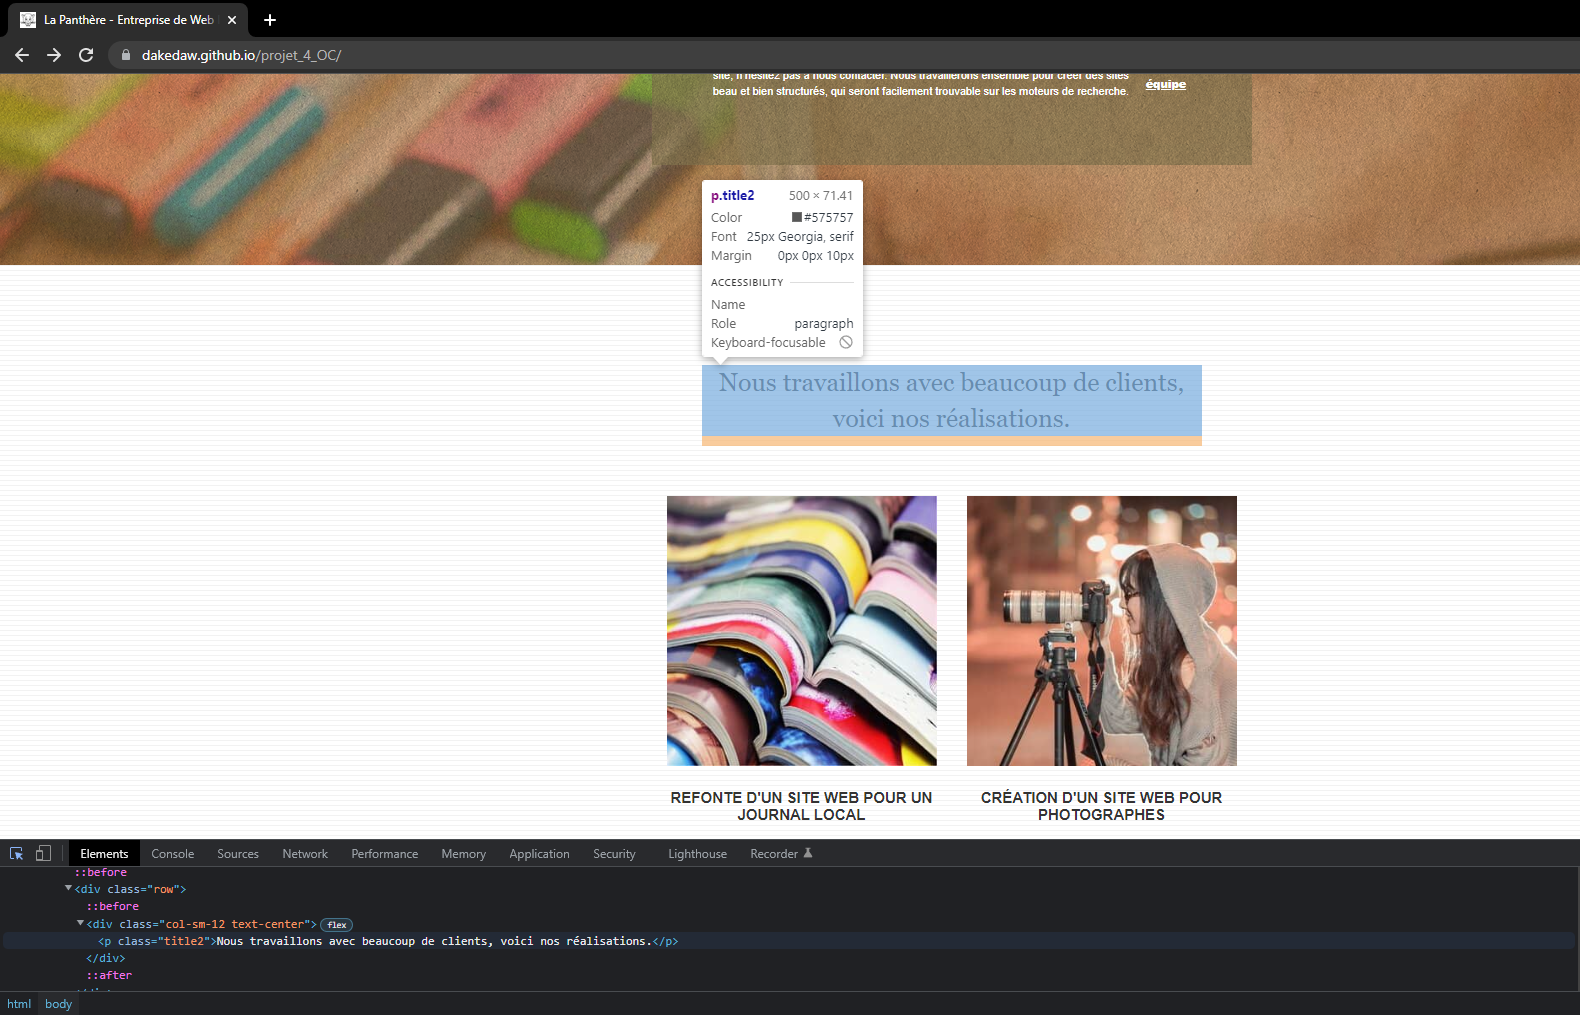 La Panthère - Entreprise de Web
dakedaw.github.io/projet_4_OC/
site, n'hésitez pas à nous contacter. Nous travaillerons ensemble pour créer des sites
beau et bien structurés, qui seront facilement trouvable sur les moteurs de recherche.
équipe
p.title2 500 × 71.41
Color #575757
Font 25px Georgia, serif
Margin 0px 0px 10px
ACCESSIBILITY
Name
Role paragraph
Keyboard-focusable
Nous travaillons avec beaucoup de clients,
voici nos réalisations.
REFONTE D'UN SITE WEB POUR UN
JOURNAL LOCAL
CRÉATION D'UN SITE WEB POUR
PHOTOGRAPHES
Elements Console Sources Network Performance Memory Application Security Lighthouse Recorder
::before
<div class="row">
::before
<div class="col-sm-12 text-center"> flex
<p class="title2">Nous travaillons avec beaucoup de clients, voici nos réalisations.</p>
</div>
::after
html body